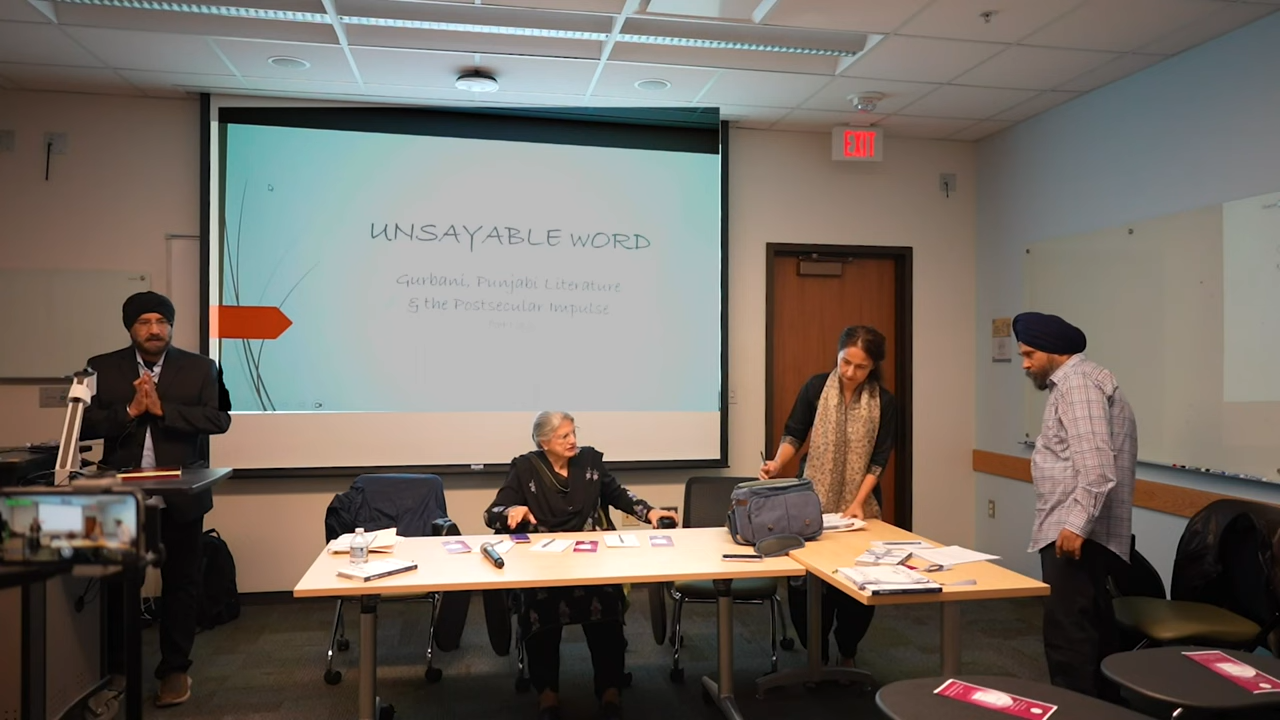 EXIT
UNSAYABLE WORD
Gurbani, Punjabi Literature
& the Postsecular Impulse